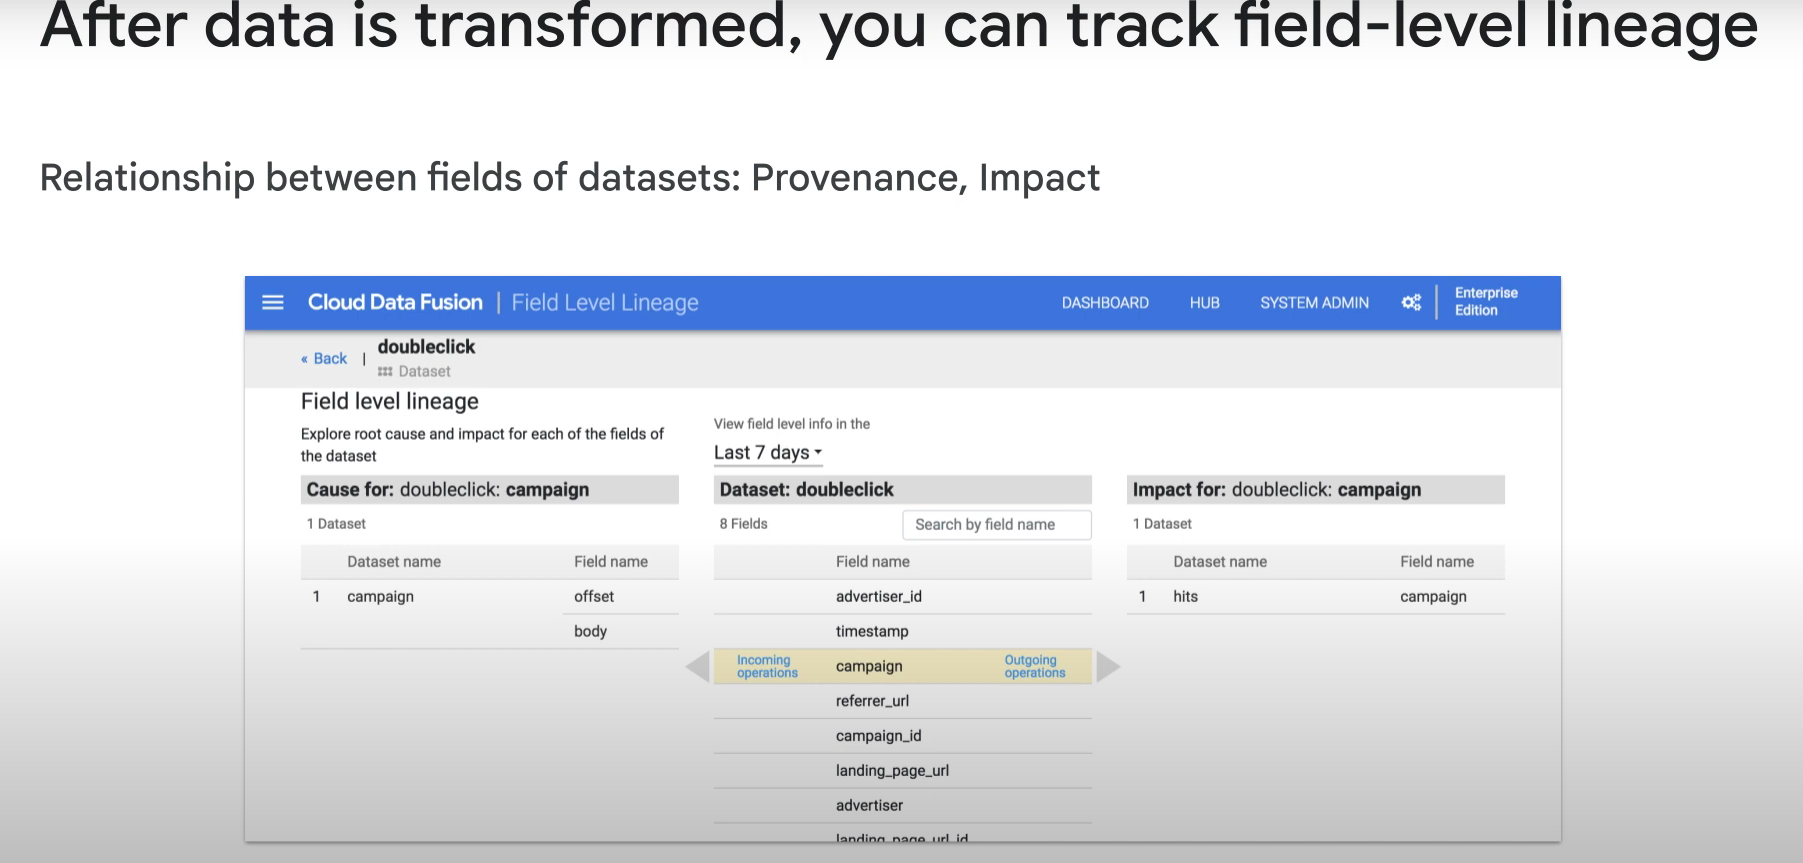 After data is transformed, you can track field-level lineage
Relationship between fields of datasets: Provenance, Impact
Cloud Data Fusion | Field Level Lineage
DASHBOARD
HUB
SYSTEM ADMIN
Enterprise
Edition
« Back |
doubleclick
Dataset
Field level lineage
Explore root cause and impact for each of the fields of
the dataset
View field level info in the
Last 7 days
Cause for: doubleclick: campaign
1 Dataset
Dataset name Field name
1 campaign offset
body
Dataset: doubleclick
8 Fields
Search by field name
Field name
advertiser_id
timestamp
Incoming
operations
campaign
Outgoing
operations
referrer_url
campaign_id
landing_page_url
advertiser
landing_page_url_id
Impact for: doubleclick: campaign
1 Dataset
Dataset name Field name
1 hits campaign